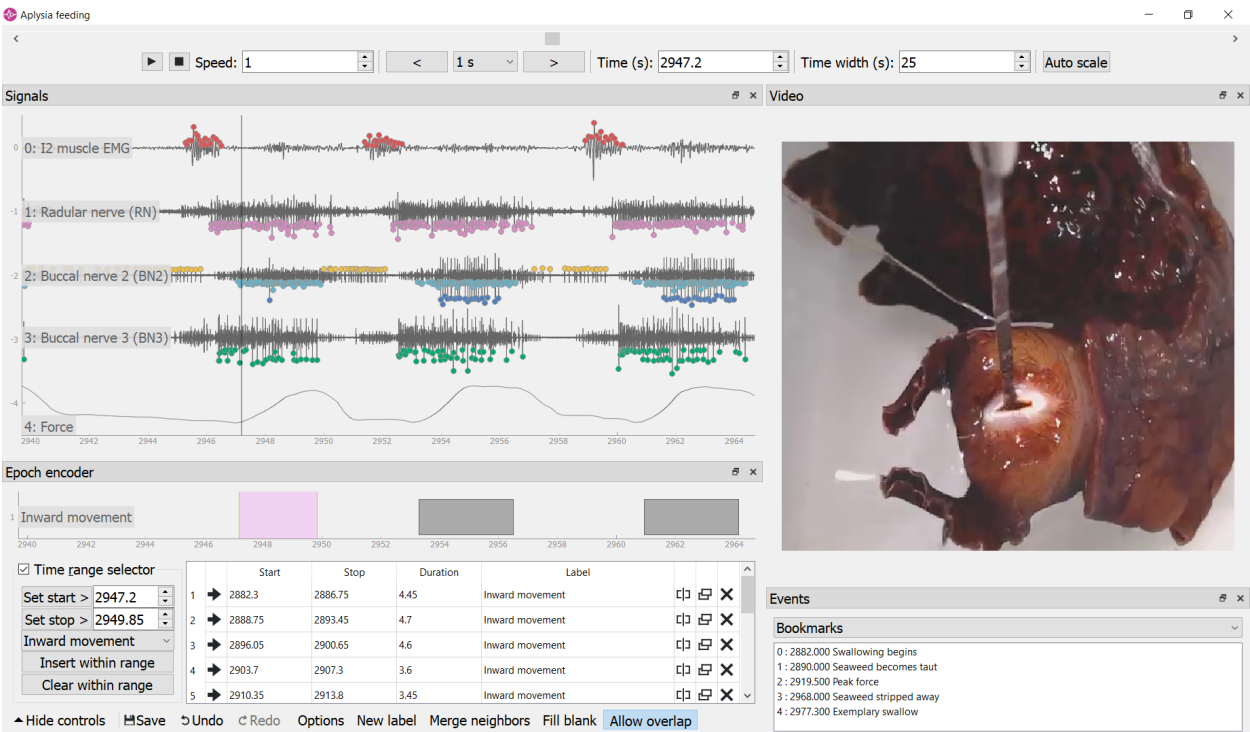 Aplysia feeding
Speed: 1 < 1 s > Time (s): 2947.2 Time width (s): 25 Auto scale
Signals
0 0: I2 muscle EMG
-1 1: Radular nerve (RN)
-2 2: Buccal nerve 2 (BN2)
-3 3: Buccal nerve 3 (BN3)
-4
4: Force
2940 2942 2944 2946 2948 2950 2952 2954 2956 2958 2960 2962 2964
Video
Epoch encoder
1 Inward movement
2940 2942 2944 2946 2948 2950 2952 2954 2956 2958 2960 2962 2964
Time range selector
Set start > 2947.2
Set stop > 2949.85
Inward movement
Insert within range
Clear within range
Start Stop Duration Label
1 2882.3 2886.75 4.45 Inward movement
2 2888.75 2893.45 4.7 Inward movement
3 2896.05 2900.65 4.6 Inward movement
4 2903.7 2907.3 3.6 Inward movement
5 2910.35 2913.8 3.45 Inward movement
Hide controls Save Undo Redo Options New label Merge neighbors Fill blank Allow overlap
Events
Bookmarks
0 : 2882.000 Swallowing begins
1 : 2890.000 Seaweed becomes taut
2 : 2919.500 Peak force
3 : 2968.000 Seaweed stripped away
4 : 2977.300 Exemplary swallow